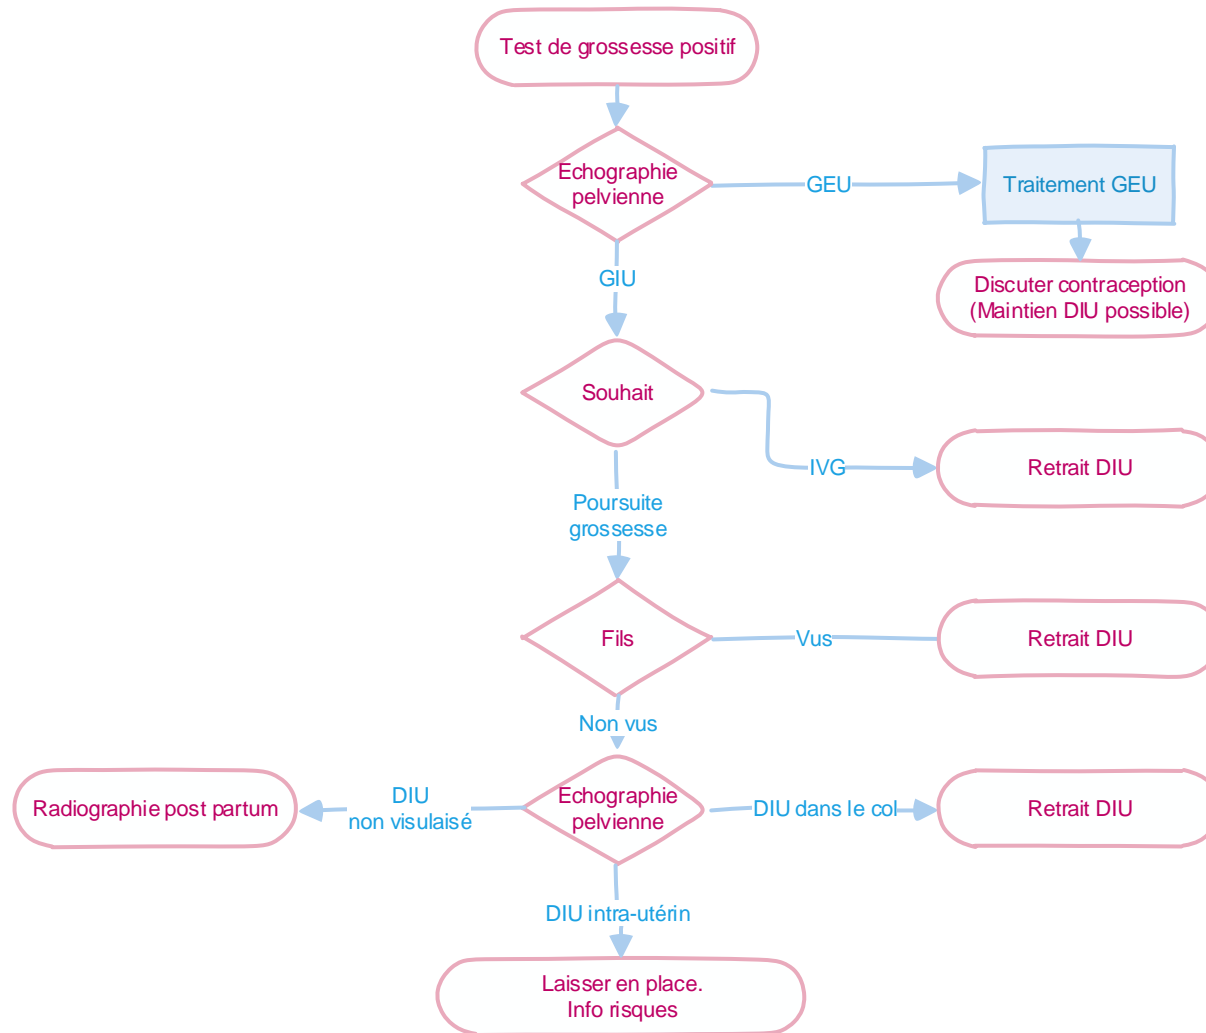 Test de grossesse positif
Echographie
pelvienne
GEU
Traitement GEU
GIU
Discuter contraception
(Maintien DIU possible)
Souhait
IVG
Retrait DIU
Poursuite
grossesse
Fils
Vus
Retrait DIU
Non vus
Radiographie post partum
DIU
non visulaisé
Echographie
pelvienne
DIU dans le col
Retrait DIU
DIU intra-utérin
Laisser en place.
Info risques